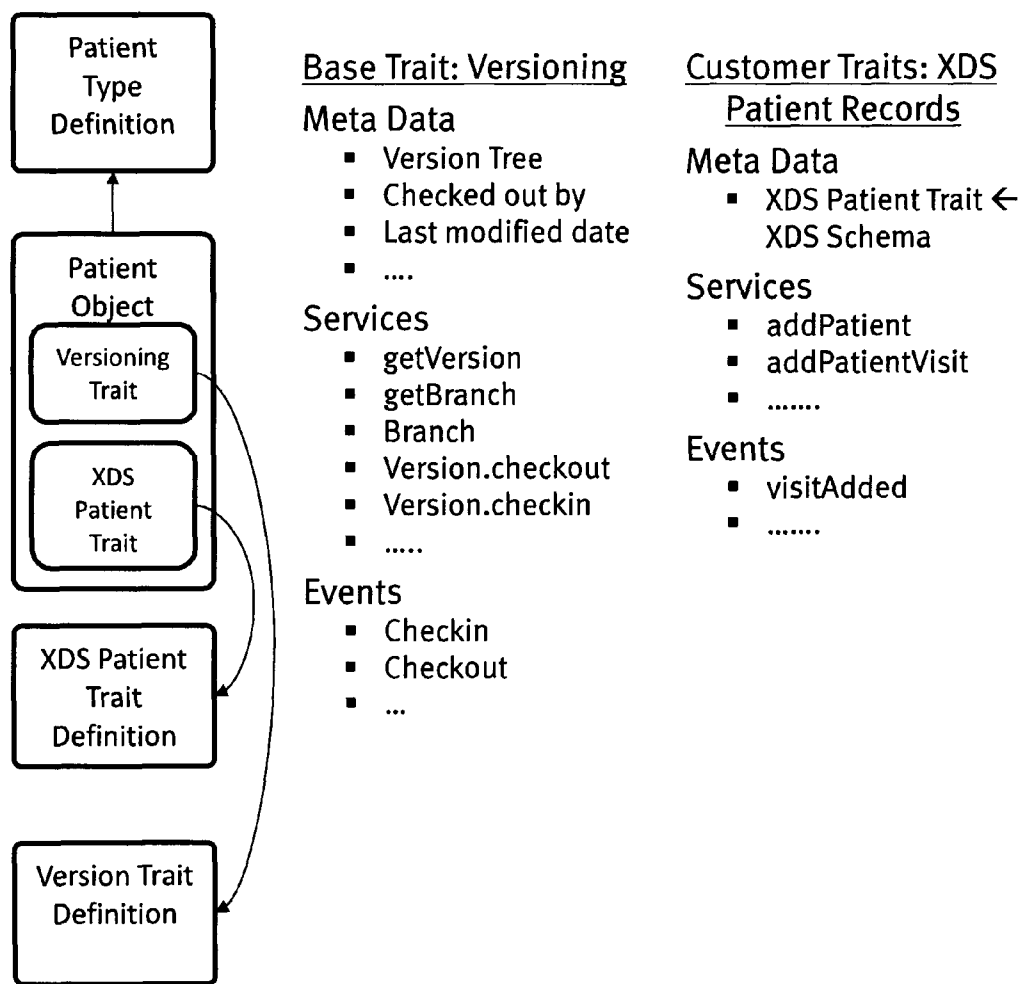 Patient
Type
Definition
Patient
Object
Versioning
Trait
XDS
Patient
Trait
XDS Patient
Trait
Definition
Version Trait
Definition
Base Trait: Versioning
Meta Data
▪ Version Tree
▪ Checked out by
▪ Last modified date
▪ ....
Services
▪ getVersion
▪ getBranch
▪ Branch
▪ Version.checkout
▪ Version.checkin
▪ .....
Events
▪ Checkin
▪ Checkout
▪ ...
Customer Traits: XDS
Patient Records
Meta Data
▪ XDS Patient Trait ←
XDS Schema
Services
▪ addPatient
▪ addPatientVisit
▪ .......
Events
▪ visitAdded
▪ .......